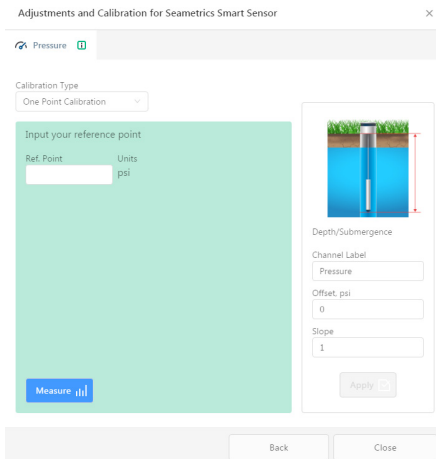 Adjustments and Calibration for Seametrics Smart Sensor
Pressure
Calibration Type
One Point Calibration
Input your reference point
Ref. Point Units
psi
Measure
Depth/Submergence
Channel Label
Pressure
Offset, psi
0
Slope
1
Apply
Back Close